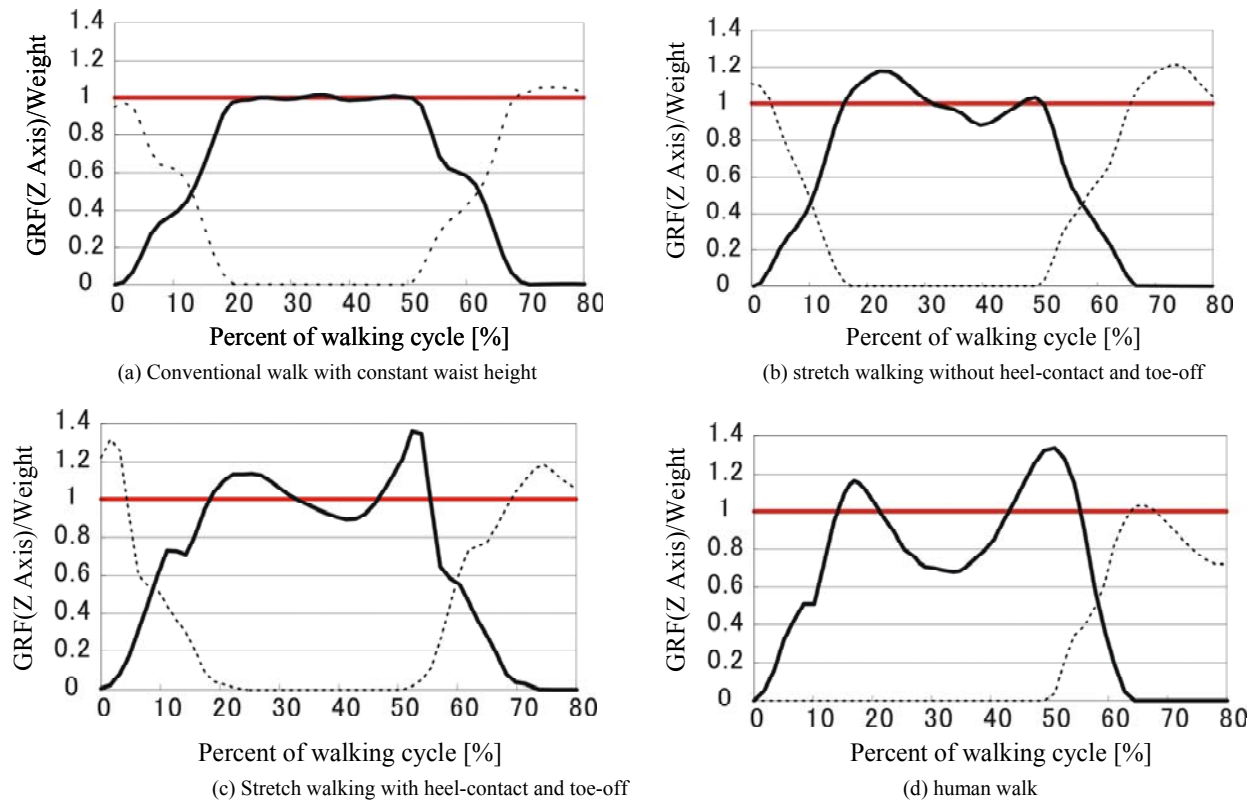 GRF(Z Axis)/Weight
1.4
1.2
1
0.8
0.6
0.4
0.2
0
0 10 20 30 40 50 60 70 80
Percent of walking cycle [%]
(a) Conventional walk with constant waist height
GRF(Z Axis)/Weight
1.4
1.2
1
0.8
0.6
0.4
0.2
0
0 10 20 30 40 50 60 70 80
Percent of walking cycle [%]
(b) stretch walking without heel-contact and toe-off
GRF(Z Axis)/Weight
1.4
1.2
1
0.8
0.6
0.4
0.2
0
0 10 20 30 40 50 60 70 80
Percent of walking cycle [%]
(c) Stretch walking with heel-contact and toe-off
GRF(Z Axis)/Weight
1.4
1.2
1
0.8
0.6
0.4
0.2
0
0 10 20 30 40 50 60 70 80
Percent of walking cycle [%]
(d) human walk